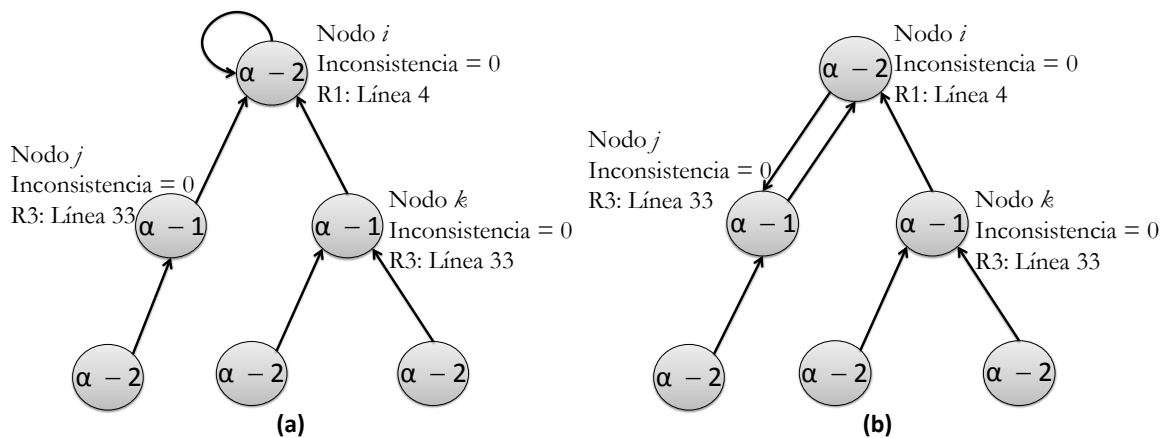 Nodo i
Inconsistencia = 0
R1: Línea 4
α – 2
Nodo j
Inconsistencia = 0
R3: Línea 33
α – 1
Nodo k
Inconsistencia = 0
R3: Línea 33
α – 1
α – 2
α – 2
α – 2
(a)
Nodo i
Inconsistencia = 0
R1: Línea 4
α – 2
Nodo j
Inconsistencia = 0
R3: Línea 33
α – 1
Nodo k
Inconsistencia = 0
R3: Línea 33
α – 1
α – 2
α – 2
α – 2
(b)